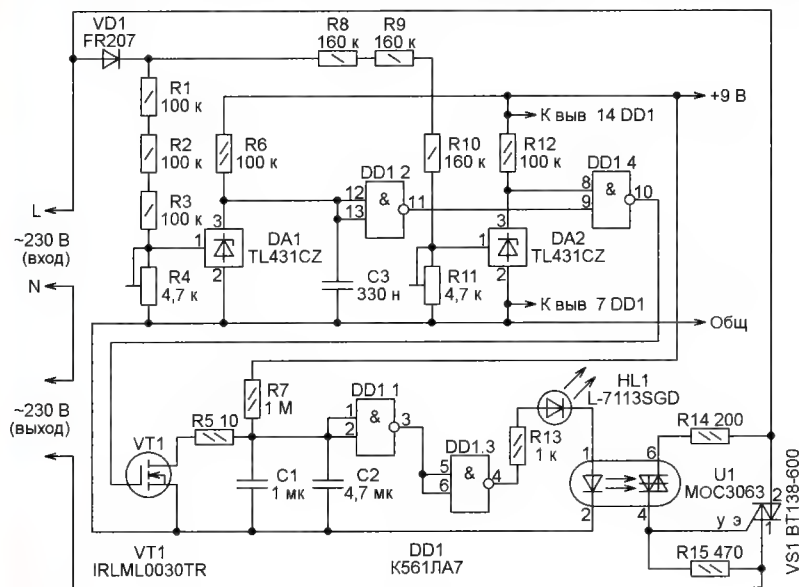 VD1
FR207
R8
160 к
R9
160 к
R1
100 к
R2
100 к
R3
100 к
R4
4,7 к
R6
100 к
R10
160 к
R12
100 к
R11
4,7 к
+9 В
К выв 14 DD1
DD1 2
12
13
&
11
DD1 4
8
9
&
10
3
1
2
DA1
TL431CZ
3
1
2
DA2
TL431CZ
C3
330 н
К выв 7 DD1
Общ
L
~230 В
(вход)
N
~230 В
(выход)
R7
1 М
R5 10
VT1
C1
1 мк
C2
4,7 мк
DD1 1
1
2
&
3
DD1.3
5
6
&
4
HL1
L-7113SGD
R13
1 к
R14 200
1
6
2
4
U1
MOC3063
у э
2
1
R15 470
VS1 BT138-600
VT1
IRLML0030TR
DD1
К561ЛА7